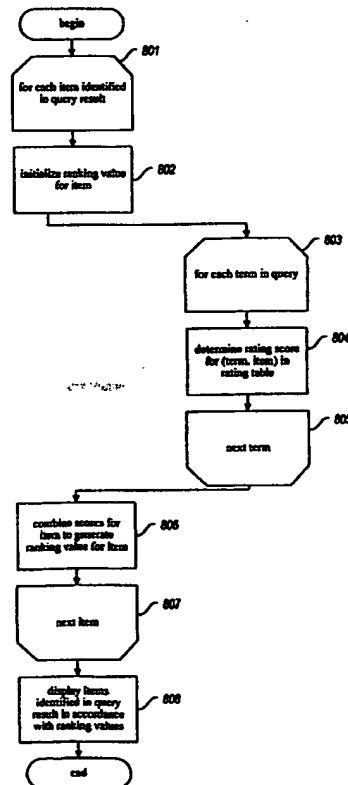 begin
801
for each item identified
in query result
802
initialize ranking value
for item
803
for each term in query
804
determine rating score
for (term, item) in
rating table
805
next term
806
combine scores for
item to generate
ranking value for item
807
next item
808
display items
identified in query
result in accordance
with ranking values
end